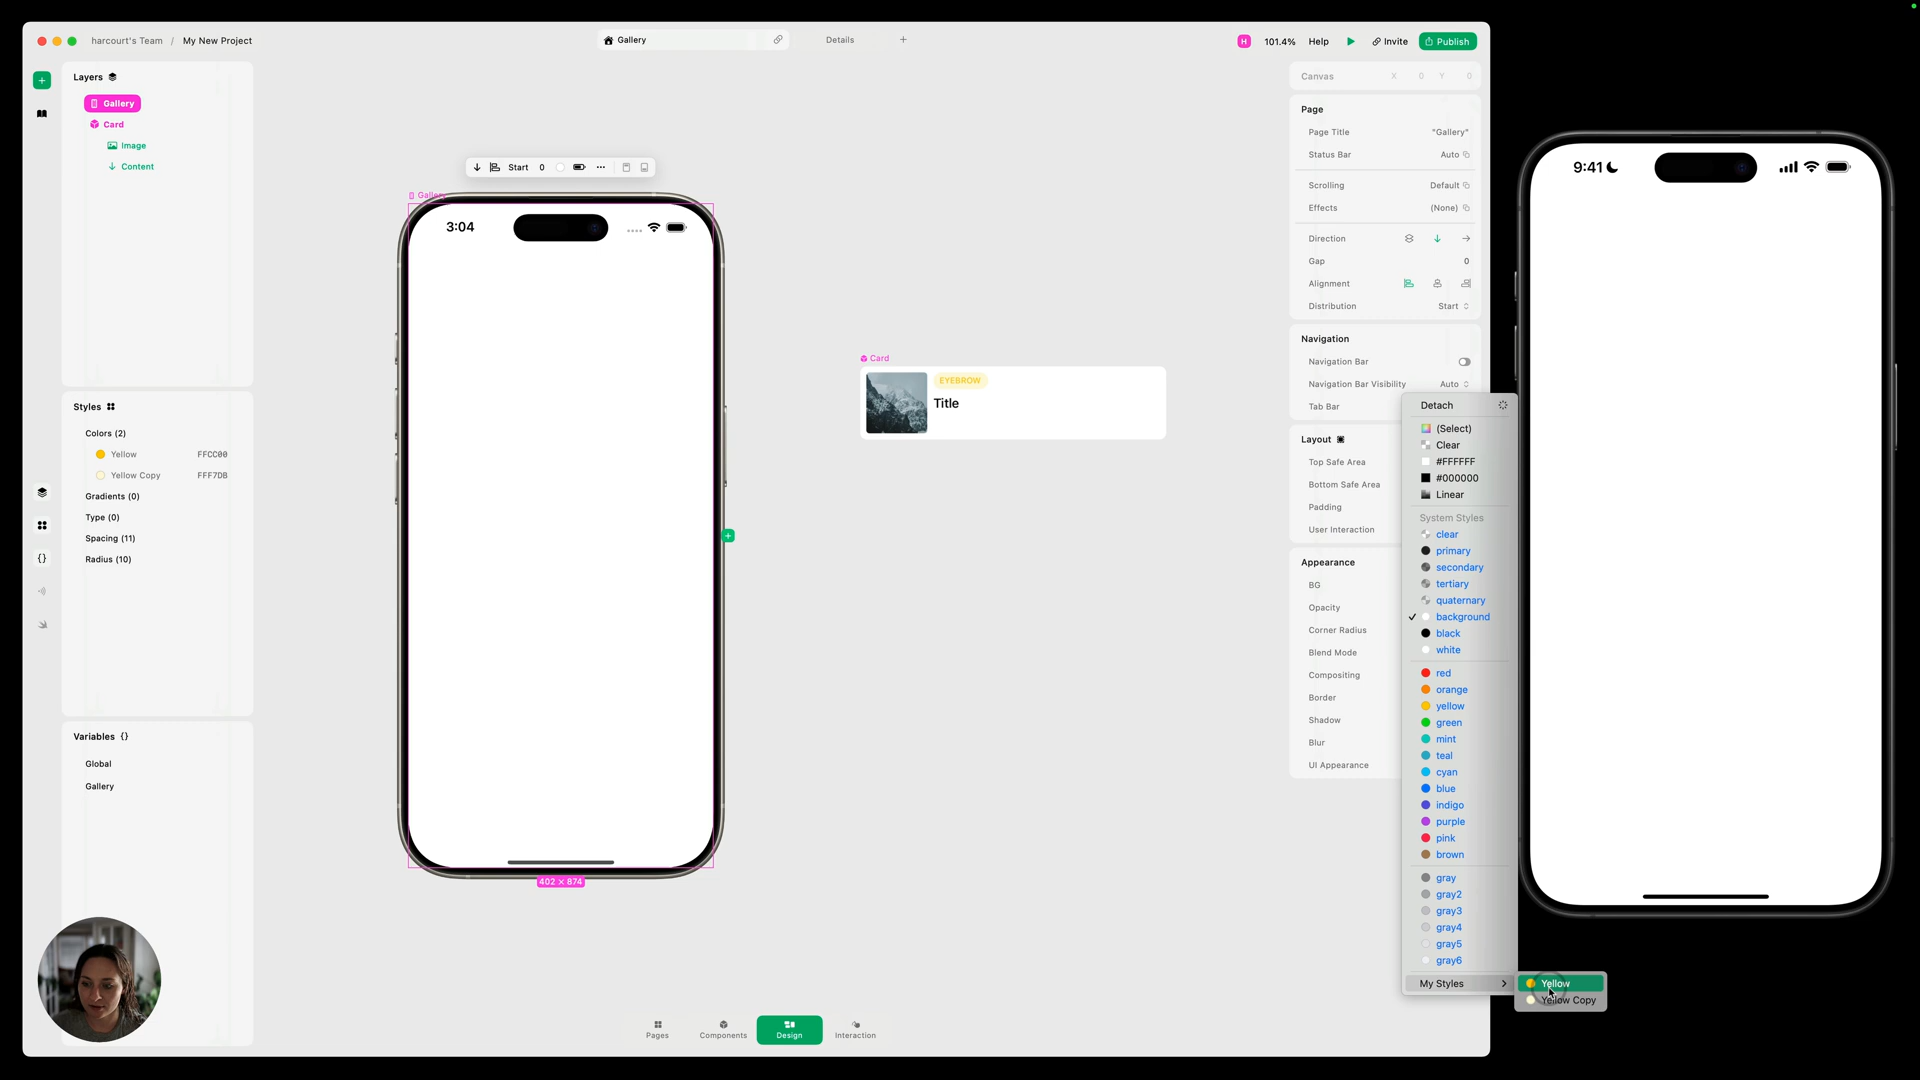 harcourt's Team / My New Project
Gallery
Details
H
101.4%
Help
Invite
Publish
Layers
Gallery
Card
Image
Content
Styles
Colors (2)
Yellow FFCC00
Yellow Copy FFF7DB
Gradients (0)
Type (0)
Spacing (11)
Radius (10)
Variables {}
Global
Gallery
Start 0
Gallery
3:04
402 × 874
Card
EYEBROW
Title
Pages
Components
Design
Interaction
Canvas X 0 Y 0
Page
Page Title "Gallery"
Status Bar Auto
Scrolling Default
Effects (None)
Direction
Gap 0
Alignment
Distribution Start
Navigation
Navigation Bar
Navigation Bar Visibility Auto
Tab Bar
Layout
Top Safe Area
Bottom Safe Area
Padding
User Interaction
Appearance
BG
Opacity
Corner Radius
Blend Mode
Compositing
Border
Shadow
Blur
UI Appearance
Detach
(Select)
Clear
#FFFFFF
#000000
Linear
System Styles
clear
primary
secondary
tertiary
quaternary
background
black
white
red
orange
yellow
green
mint
teal
cyan
blue
indigo
purple
pink
brown
gray
gray2
gray3
gray4
gray5
gray6
My Styles
Yellow
Yellow Copy
9:41